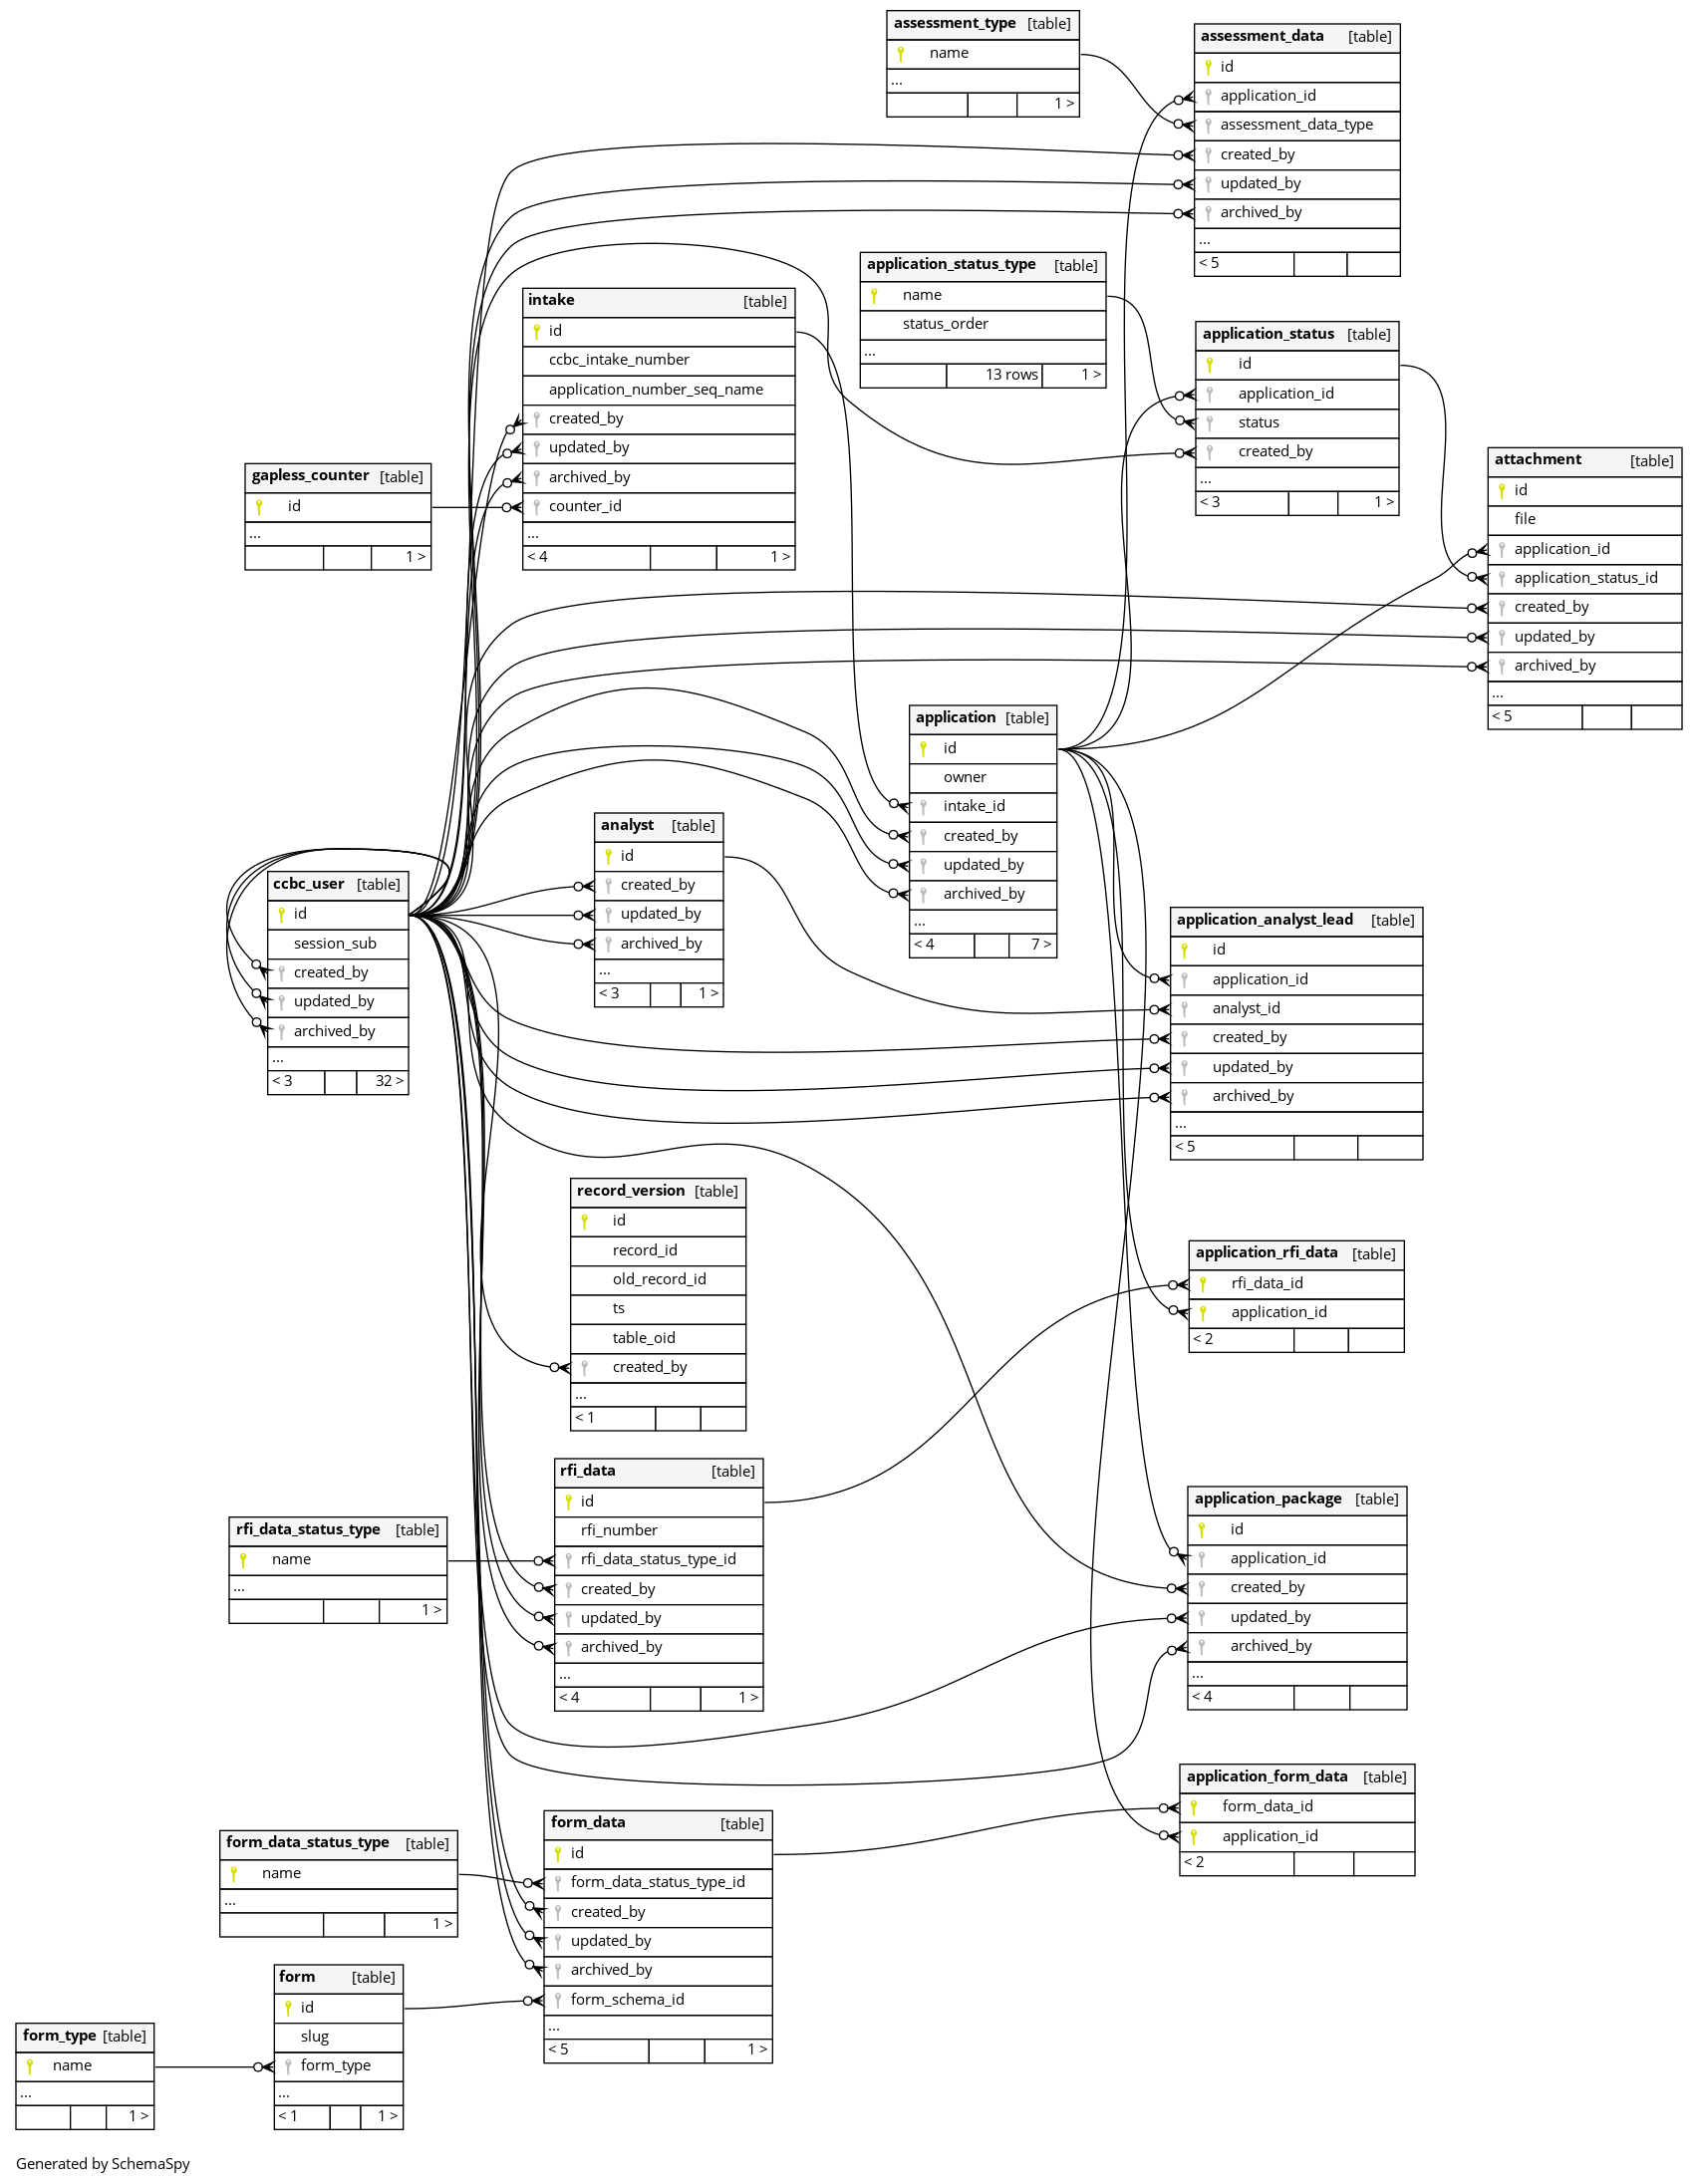 assessment_type [table]
name
...
1 >
assessment_data [table]
id
application_id
assessment_data_type
created_by
updated_by
archived_by
...
< 5
application_status_type [table]
name
status_order
...
13 rows 1 >
intake [table]
id
ccbc_intake_number
application_number_seq_name
created_by
updated_by
archived_by
counter_id
...
< 4 1 >
application_status [table]
id
application_id
status
created_by
...
< 3 1 >
gapless_counter [table]
id
...
1 >
attachment [table]
id
file
application_id
application_status_id
created_by
updated_by
archived_by
...
< 5
application [table]
id
owner
intake_id
created_by
updated_by
archived_by
...
< 4 7 >
analyst [table]
id
created_by
updated_by
archived_by
...
< 3 1 >
ccbc_user [table]
id
session_sub
created_by
updated_by
archived_by
...
< 3 32 >
application_analyst_lead [table]
id
application_id
analyst_id
created_by
updated_by
archived_by
...
< 5
record_version [table]
id
record_id
old_record_id
ts
table_oid
created_by
...
< 1
application_rfi_data [table]
rfi_data_id
application_id
< 2
rfi_data [table]
id
rfi_number
rfi_data_status_type_id
created_by
updated_by
archived_by
...
< 4 1 >
rfi_data_status_type [table]
name
...
1 >
application_package [table]
id
application_id
created_by
updated_by
archived_by
...
< 4
application_form_data [table]
form_data_id
application_id
< 2
form_data [table]
id
form_data_status_type_id
created_by
updated_by
archived_by
form_schema_id
...
< 5 1 >
form_data_status_type [table]
name
...
1 >
form [table]
id
slug
form_type
...
< 1 1 >
form_type [table]
name
...
1 >
Generated by SchemaSpy